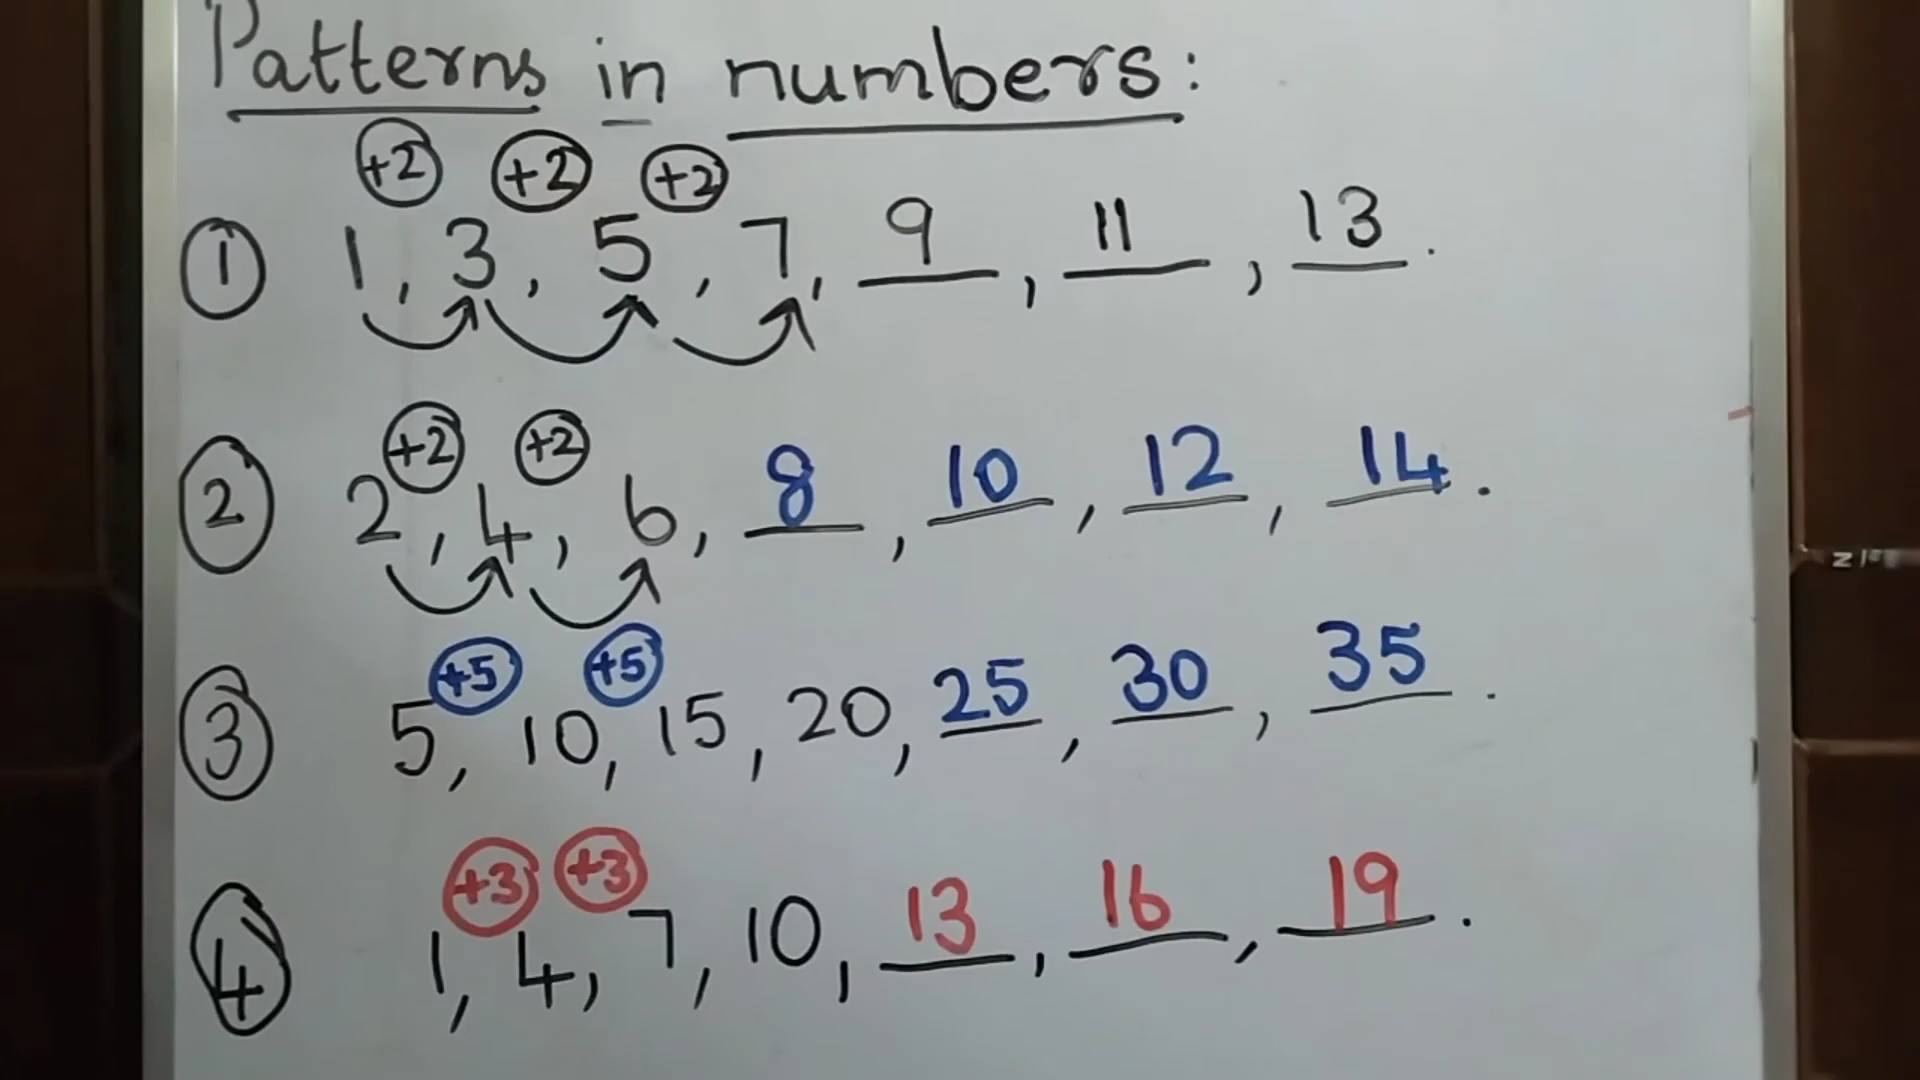 Patterns in numbers:
+2 +2 +2
① 1, 3, 5, 7, 9, 11, 13.
+2 +2
② 2, 4, 6, 8, 10, 12, 14.
+5 +5
③ 5, 10, 15, 20, 25, 30, 35.
+3 +3
④ 1, 4, 7, 10, 13, 16, 19.